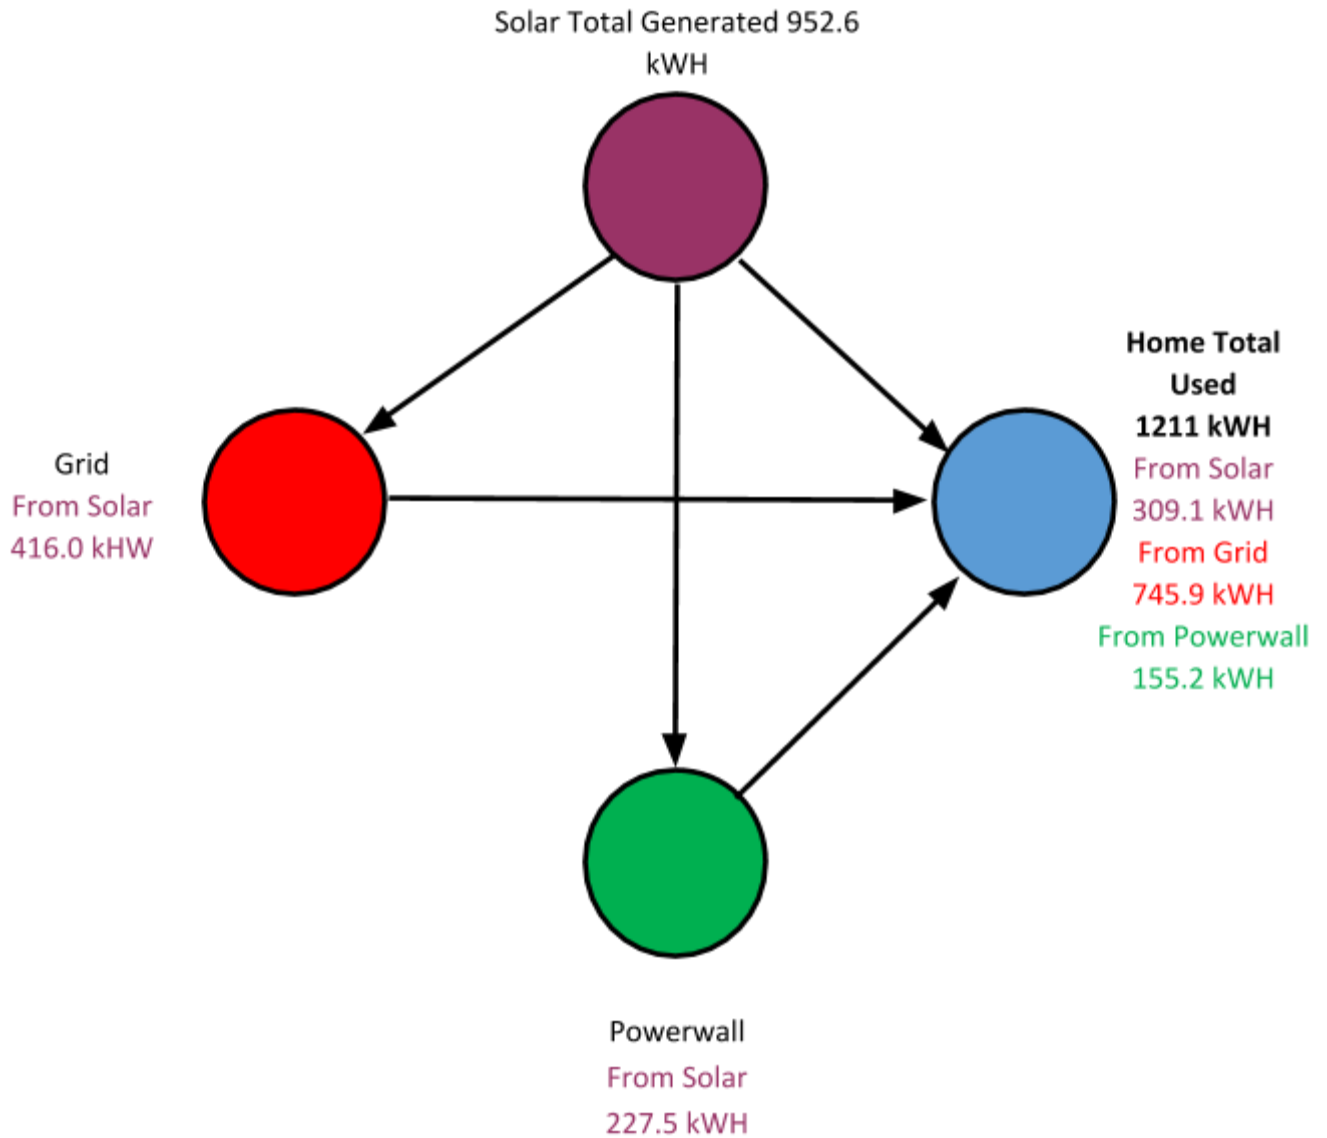 Solar Total Generated 952.6
kWH
Home Total
Used
1211 kWH
From Solar
309.1 kWH
From Grid
745.9 kWH
From Powerwall
155.2 kWH
Grid
From Solar
416.0 kHW
Powerwall
From Solar
227.5 kWH